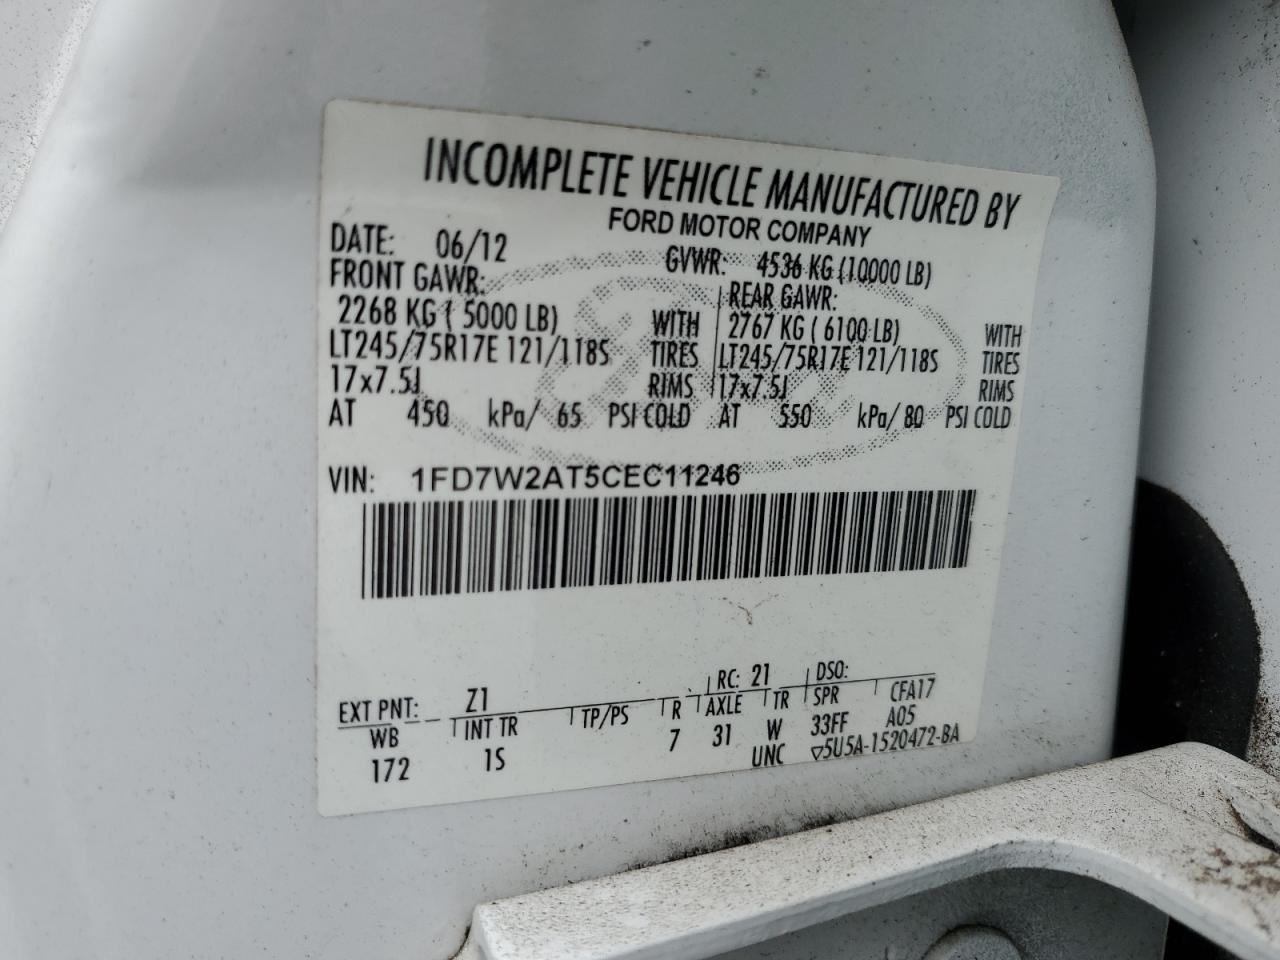 INCOMPLETE VEHICLE MANUFACTURED BY
FORD MOTOR COMPANY
DATE: 06/12 GVWR: 4536 KG (10000 LB)
FRONT GAWR: REAR GAWR:
2268 KG ( 5000 LB) WITH 2767 KG ( 6100 LB) WITH
LT245/75R17E 121/118S TIRES LT245/75R17E 121/118S TIRES
17x7.5J RIMS 17x7.5J RIMS
AT 450 kPa/ 65 PSI COLD AT 550 kPa/ 80 PSI COLD
VIN: 1FD7W2AT5CEC11246
EXT PNT: Z1 RC: 21 DSO:
WB INT TR TP/PS R AXLE TR SPR CFA17
172 1S 7 31 W 33FF A05
UNC ▽5U5A-1520472-BA